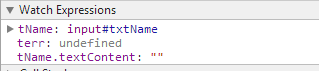 Watch Expressions
tName: input#txtName
terr: undefined
tName.textContent: ""